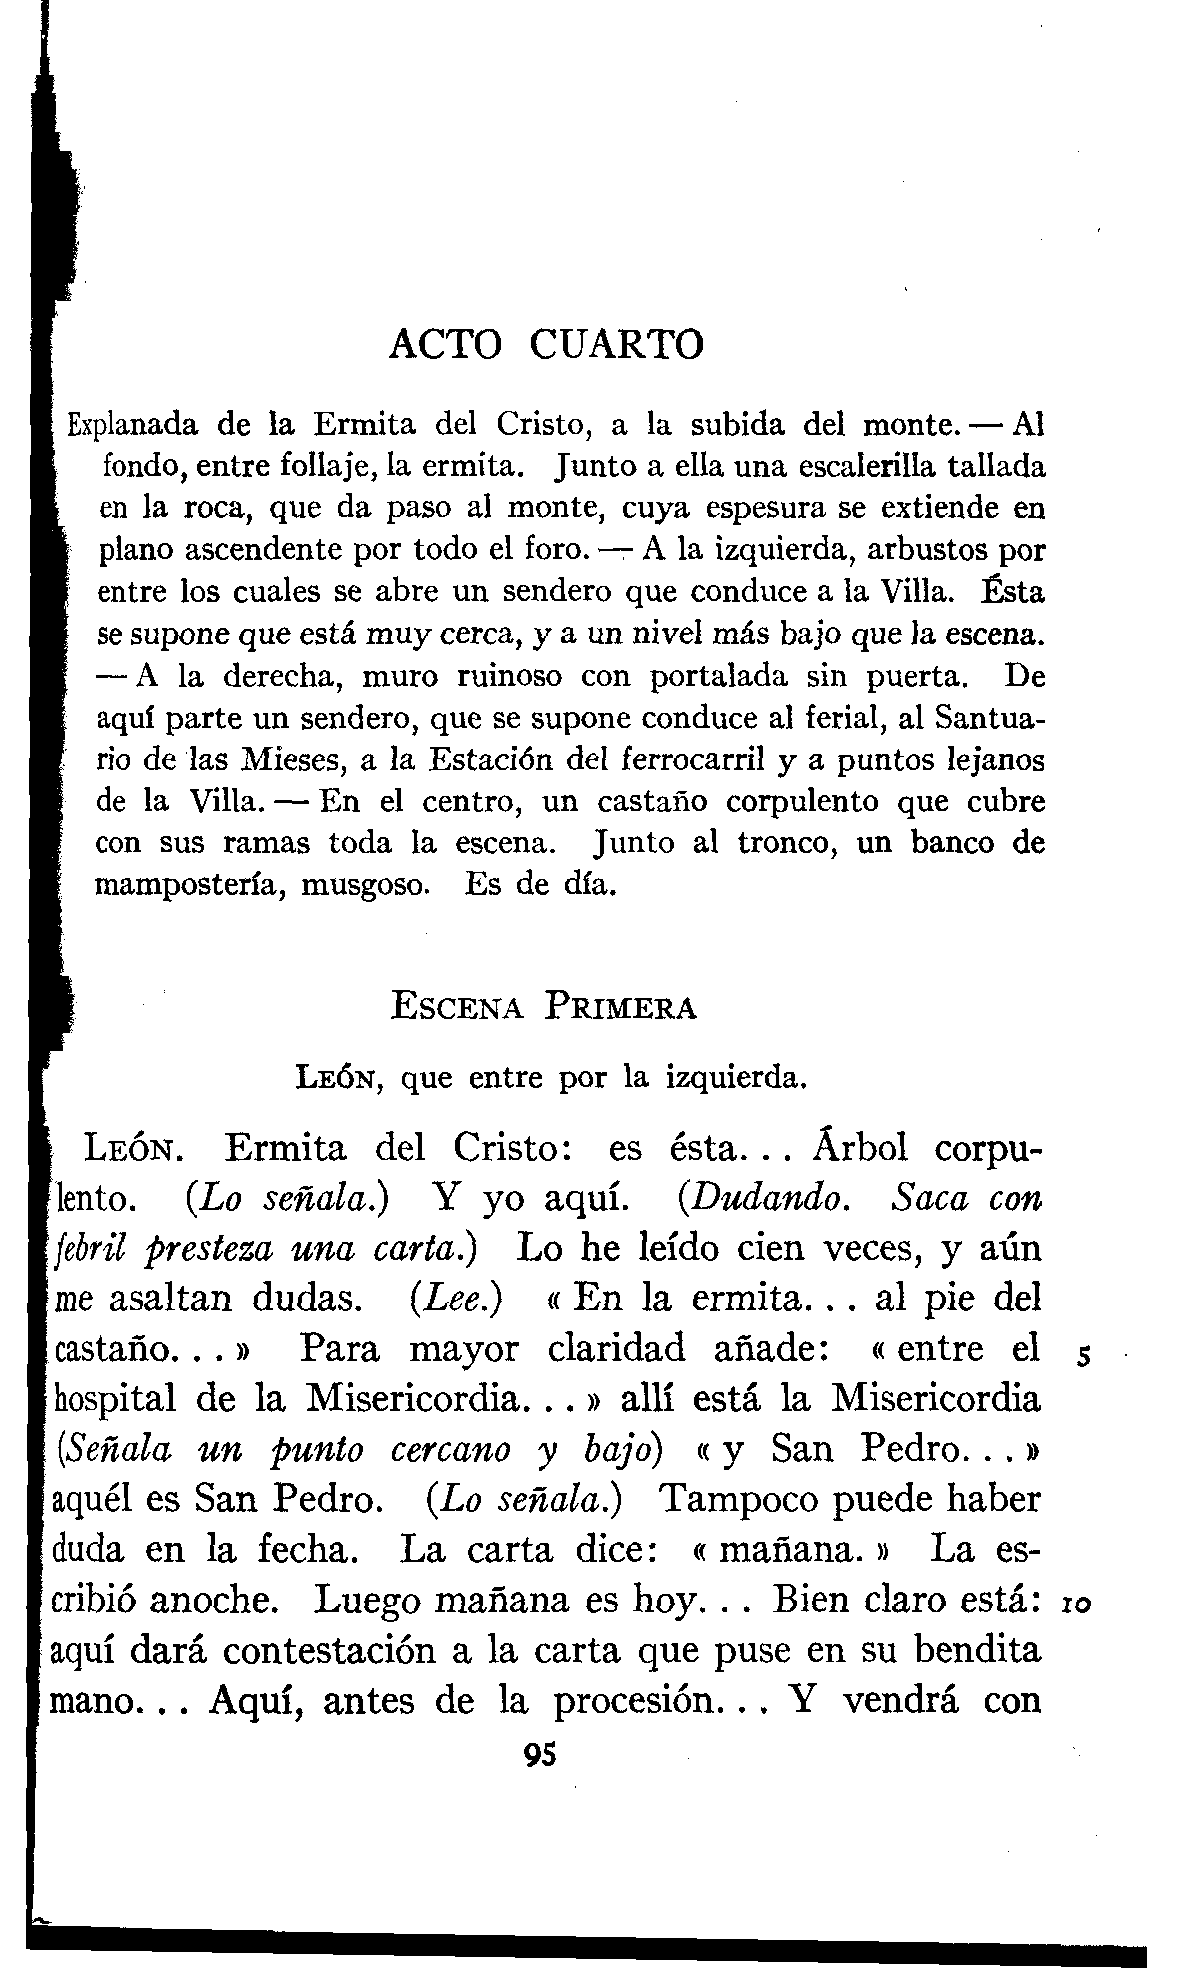 ACTO CUARTO
Explanada de la Ermita del Cristo, a la subida del monte. — Al
fondo, entre follaje, la ermita. Junto a ella una escalerilla tallada
en la roca, que da paso al monte, cuya espesura se extiende en
plano ascendente por todo el foro. — A la izquierda, arbustos por
entre los cuales se abre un sendero que conduce a la Villa. Ésta
se supone que está muy cerca, y a un nivel más bajo que la escena.
— A la derecha, muro ruinoso con portalada sin puerta. De
aquí parte un sendero, que se supone conduce al ferial, al Santua-
rio de las Mieses, a la Estación del ferrocarril y a puntos lejanos
de la Villa. — En el centro, un castaño corpulento que cubre
con sus ramas toda la escena. Junto al tronco, un banco de
mampostería, musgoso. Es de día.
ESCENA PRIMERA
LEÓN, que entre por la izquierda.
LEÓN. Ermita del Cristo: es ésta. . . Árbol corpu-
lento. (Lo señala.) Y yo aquí. (Dudando. Saca con
febril presteza una carta.) Lo he leído cien veces, y aún
me asaltan dudas. (Lee.) « En la ermita. . . al pie del
castaño. . . » Para mayor claridad añade: « entre el 5
hospital de la Misericordia. . . » allí está la Misericordia
(Señala un punto cercano y bajo) « y San Pedro. . . »
aquél es San Pedro. (Lo señala.) Tampoco puede haber
duda en la fecha. La carta dice: « mañana. » La es-
cribió anoche. Luego mañana es hoy. . . Bien claro está: 10
aquí dará contestación a la carta que puse en su bendita
mano. . . Aquí, antes de la procesión. . . Y vendrá con
95